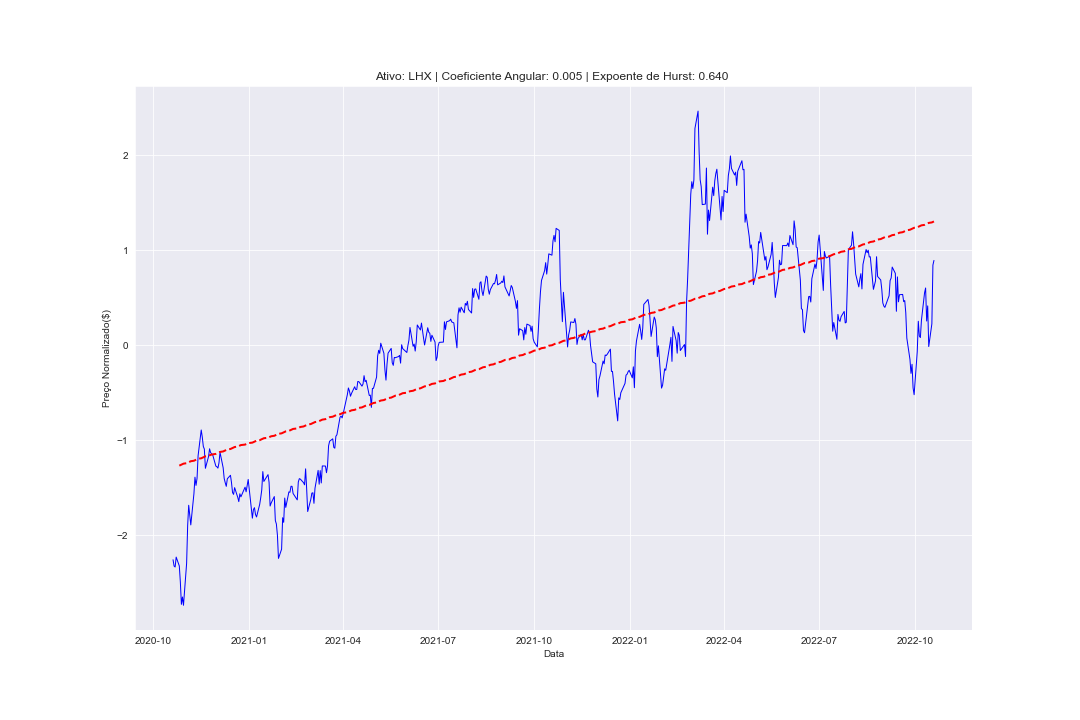 Ativo: LHX | Coeficiente Angular: 0.005 | Expoente de Hurst: 0.640
Preço Normalizado($)
2
1
0
−1
−2
2020-10 2021-01 2021-04 2021-07 2021-10 2022-01 2022-04 2022-07 2022-10
Data